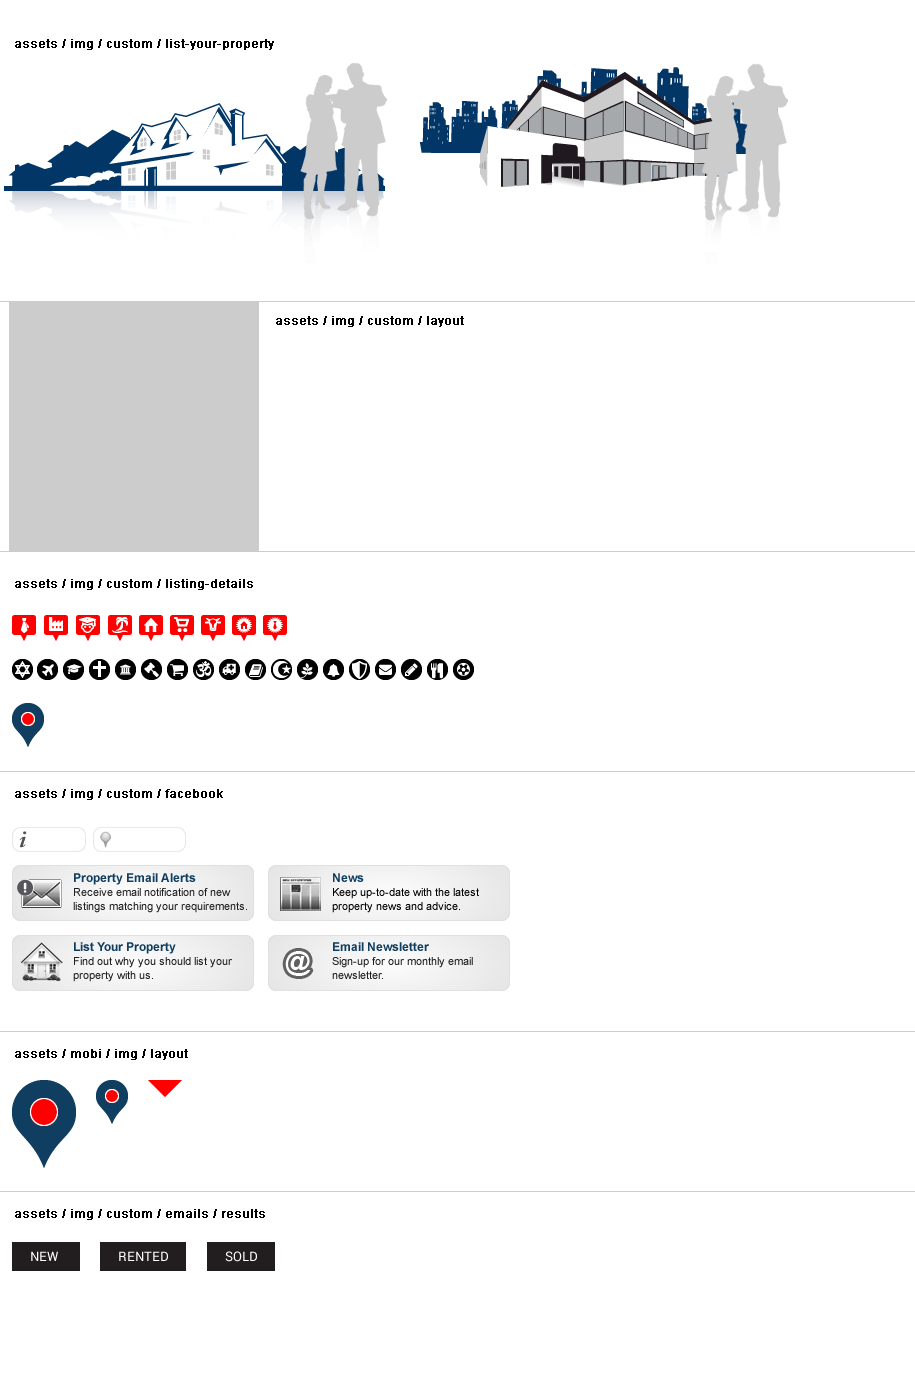 assets / img / custom / list-your-property
assets / img / custom / layout
assets / img / custom / listing-details
assets / img / custom / facebook
i
Property Email Alerts
Receive email notification of new
listings matching your requirements.
News
Keep up-to-date with the latest
property news and advice.
List Your Property
Find out why you should list your
property with us.
@
Email Newsletter
Sign-up for our monthly email
newsletter.
assets / mobi / img / layout
assets / img / custom / emails / results
NEW
RENTED
SOLD